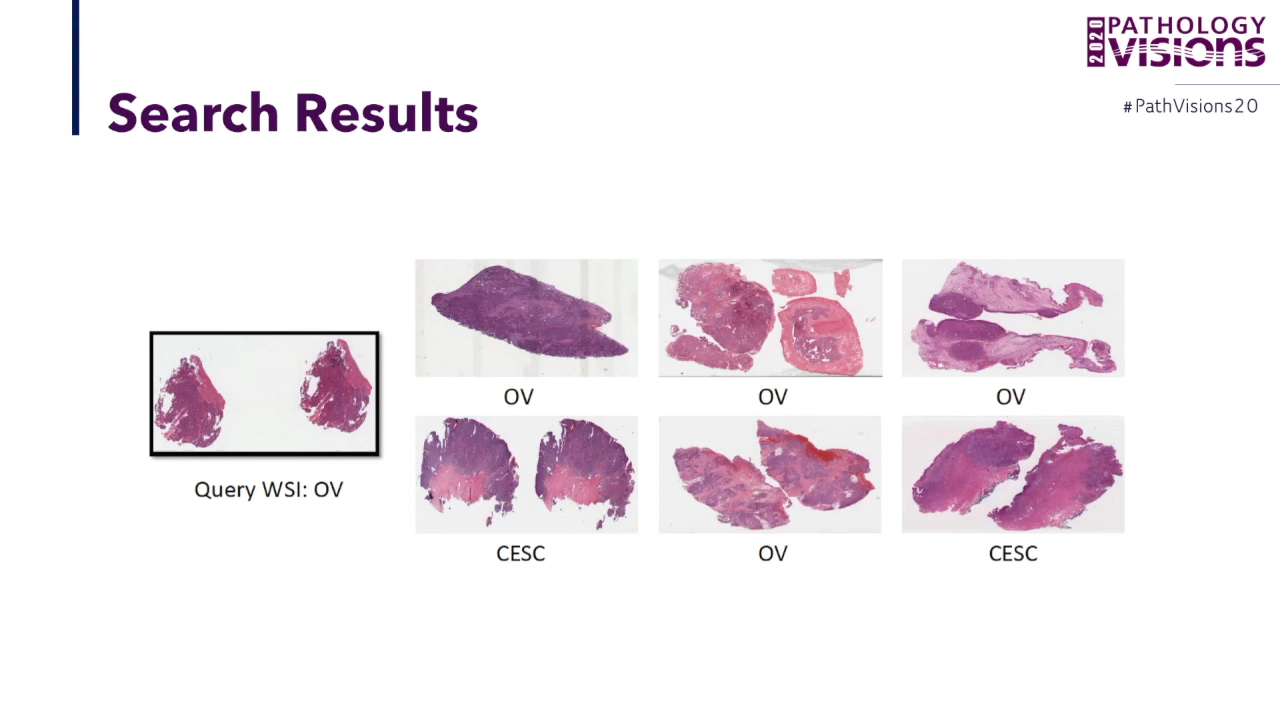 2020 PATHOLOGY
visions
#PathVisions20
Search Results
OV
OV
OV
Query WSI: OV
CESC
OV
CESC